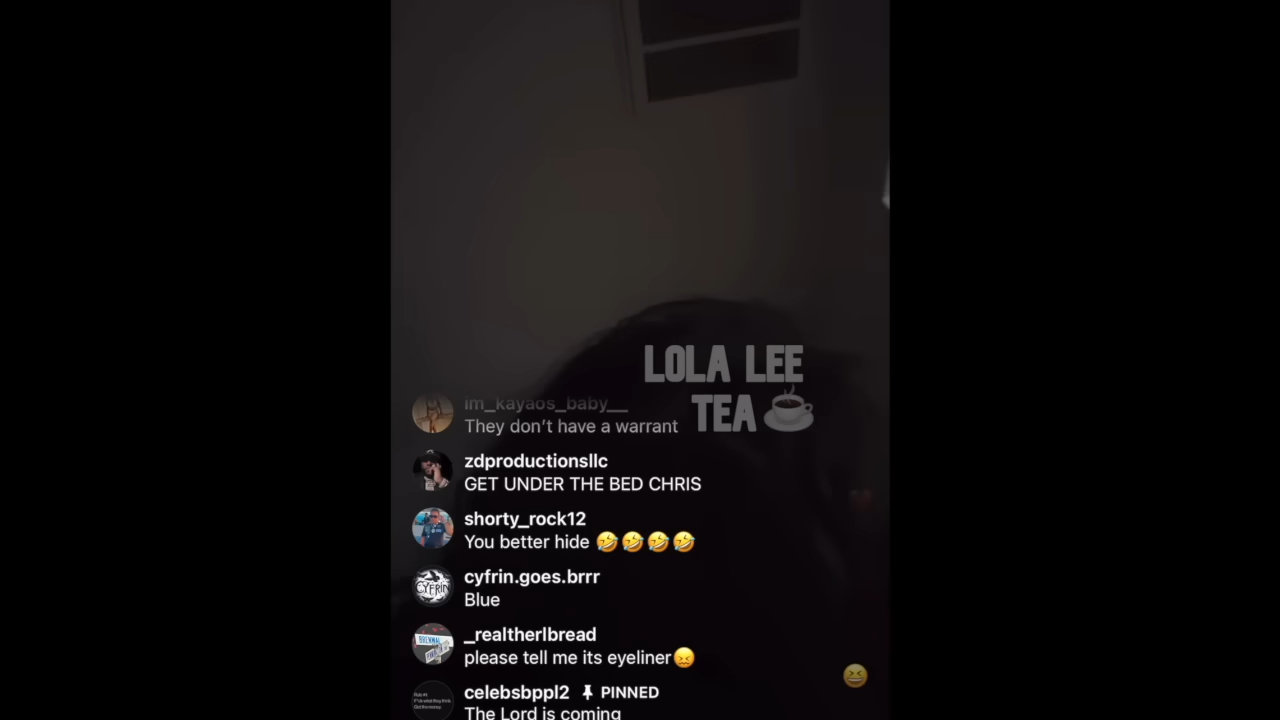 LOLA LEE
TEA
im_kayaos_baby__
They don’t have a warrant
zdproductionsllc
GET UNDER THE BED CHRIS
shorty_rock12
You better hide 🤣🤣🤣🤣
cyfrin.goes.brrr
Blue
_realtherlbread
please tell me its eyeliner😖
celebsbppl2 PINNED
The Lord is coming